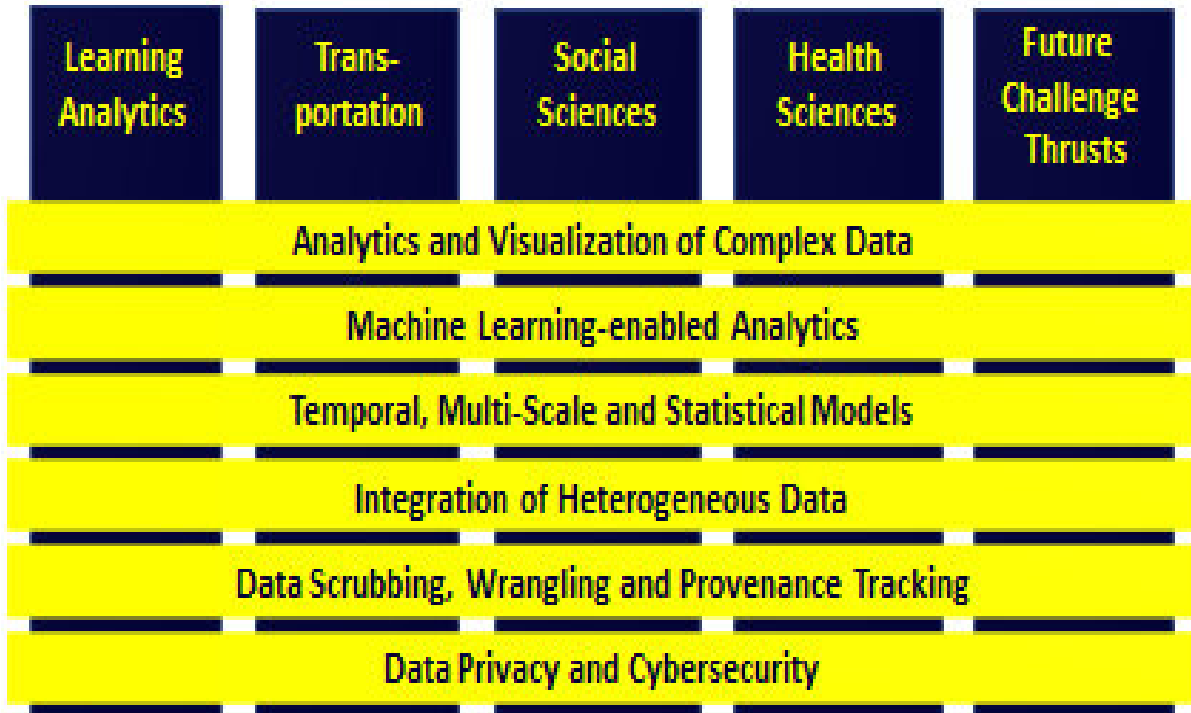 Learning
Analytics
Trans-
portation
Social
Sciences
Health
Sciences
Future
Challenge
Thrusts
Analytics and Visualization of Complex Data
Machine Learning-enabled Analytics
Temporal, Multi-Scale and Statistical Models
Integration of Heterogeneous Data
Data Scrubbing, Wrangling and Provenance Tracking
Data Privacy and Cybersecurity